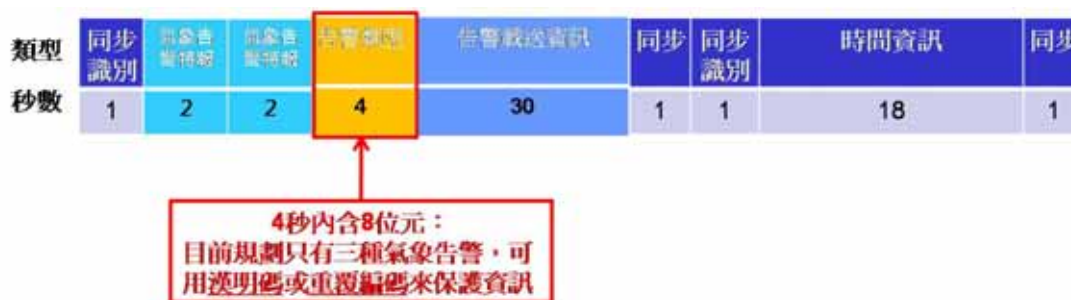 類型 同步識別 氣象告警特報 氣象告警特報 告警類型 告警載送資訊 同步 同步識別 時間資訊 同步
秒數 1 2 2 4 30 1 1 18 1
4秒內含8位元：
目前規劃只有三種氣象告警，可
用漢明碼或重覆編碼來保護資訊